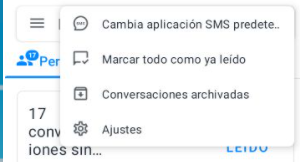 Cambia aplicación SMS predete..
Marcar todo como ya leído
17
Per
Conversaciones archivadas
17
conv
Ajustes
iones sin...
LEÍDO